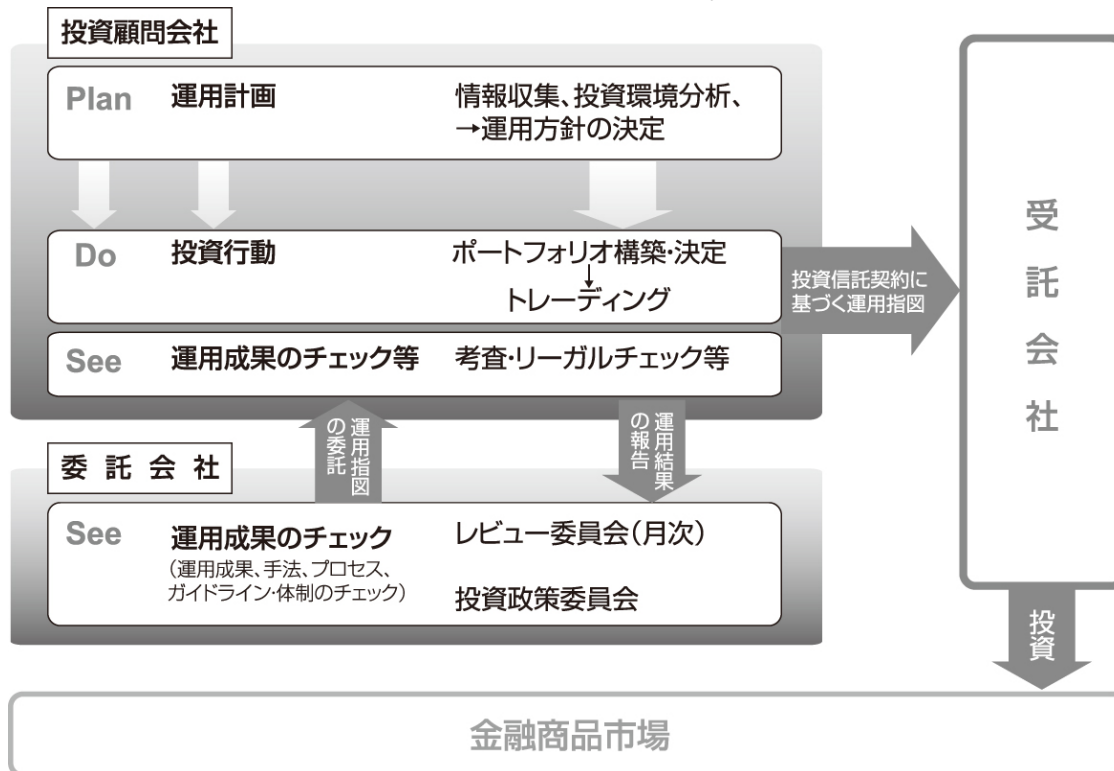 投資顧問会社
Plan 運用計画 情報収集、投資環境分析、
→運用方針の決定
Do 投資行動 ポートフォリオ構築・決定
↓
トレーディング
投資信託契約に
基づく運用指図
See 運用成果のチェック等 考査・リーガルチェック等
運用指図
の委託
運用結果
の報告
委託会社
See 運用成果のチェック レビュー委員会(月次)
(運用成果、手法、プロセス、
ガイドライン・体制のチェック)
投資政策委員会
受託会社
投資
金融商品市場